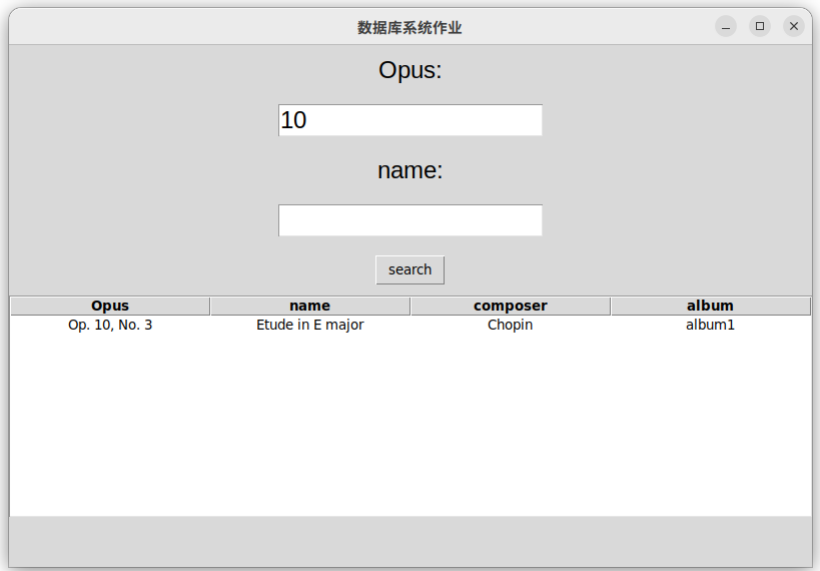 数据库系统作业
Opus:
10
name:
search
Opus name composer album
Op. 10, No. 3 Etude in E major Chopin album1